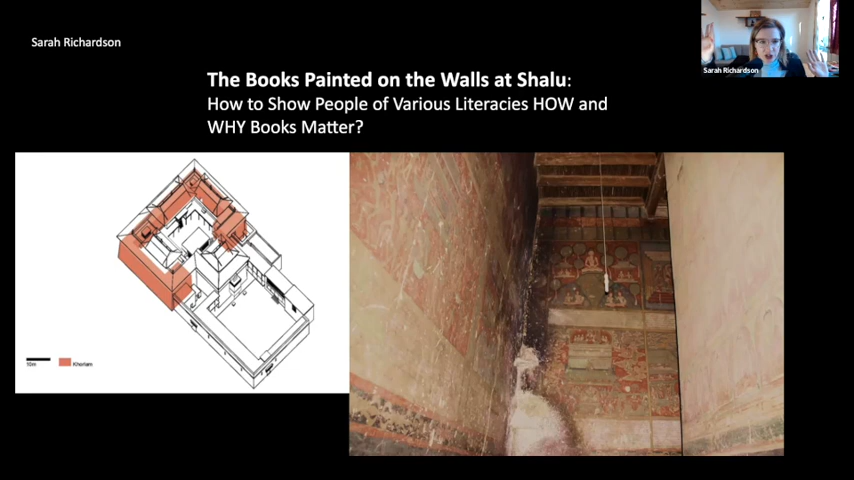 Sarah Richardson
Sarah Richardson
The Books Painted on the Walls at Shalu:
How to Show People of Various Literacies HOW and
WHY Books Matter?
10m
Khorlam